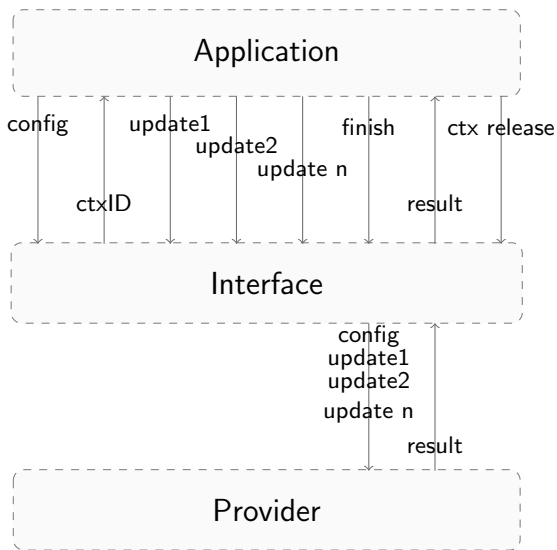 Application
config
update1
update2
update n
finish
ctx release
ctxID
result
Interface
config
update1
update2
update n
result
Provider